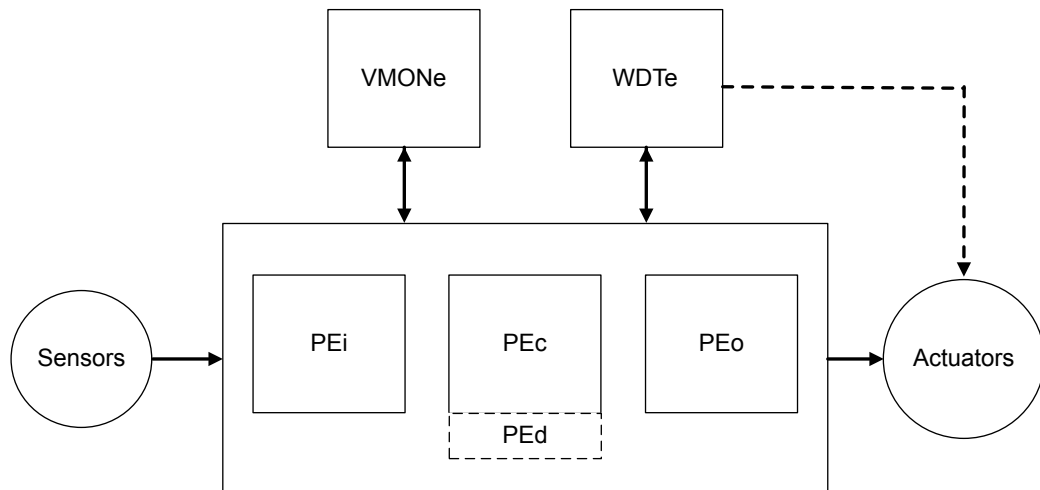 VMONe
WDTe
Sensors
PEi
PEc
PEo
Actuators
PEd